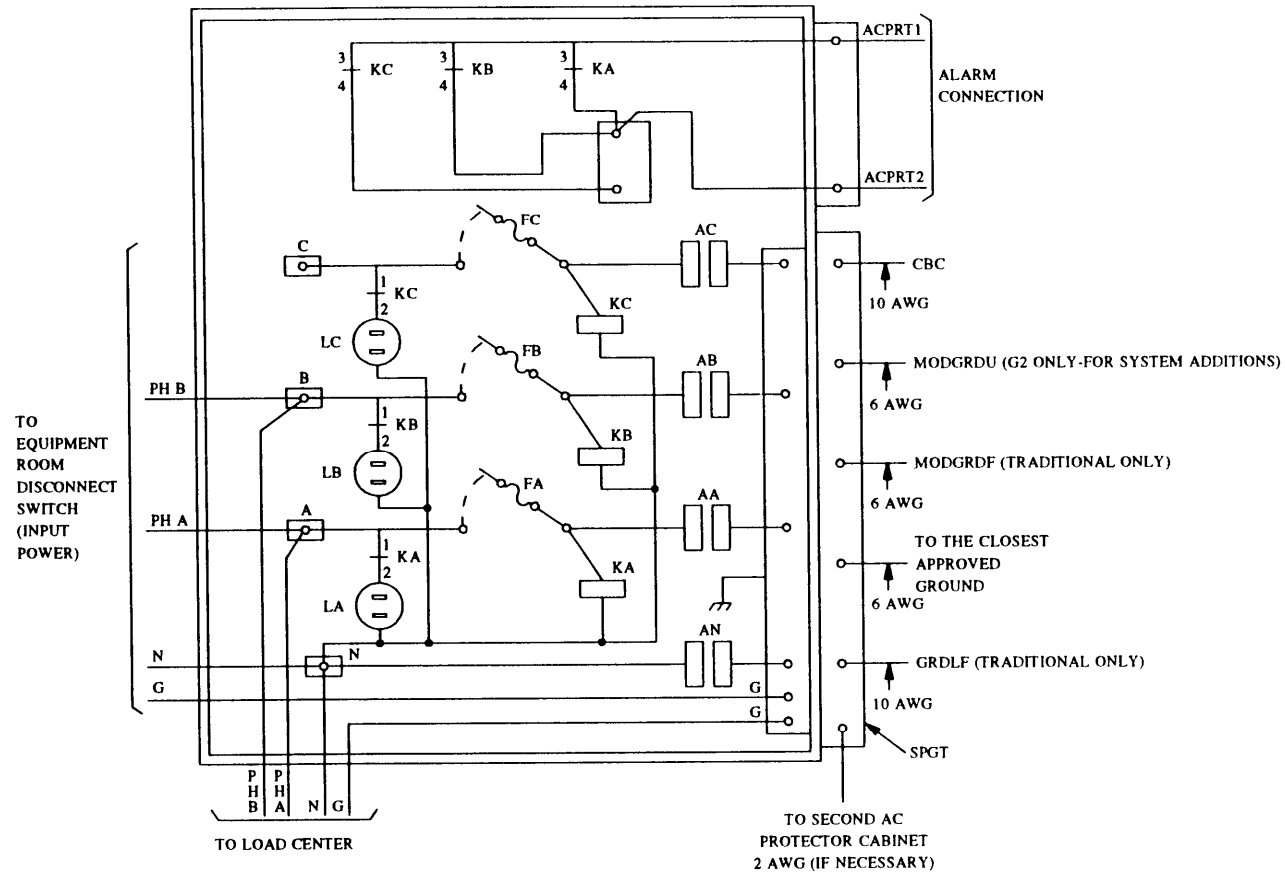 ACPRT1
3
4
KC
3
4
KB
3
4
KA
ALARM
CONNECTION
ACPRT2
C
FC
AC
CBC
10 AWG
1
2
KC
KC
LC
FB
AB
MODGRDU (G2 ONLY-FOR SYSTEM ADDITIONS)
6 AWG
PH B
B
1
2
KB
KB
LB
TO
EQUIPMENT
ROOM
DISCONNECT
SWITCH
(INPUT
POWER)
FA
AA
MODGRDF (TRADITIONAL ONLY)
6 AWG
PH A
A
1
2
KA
KA
LA
TO THE CLOSEST
APPROVED
GROUND
6 AWG
AN
N
N
GRDLF (TRADITIONAL ONLY)
10 AWG
G
G
G
SPGT
PHB
PHA
N
G
TO LOAD CENTER
TO SECOND AC
PROTECTOR CABINET
2 AWG (IF NECESSARY)